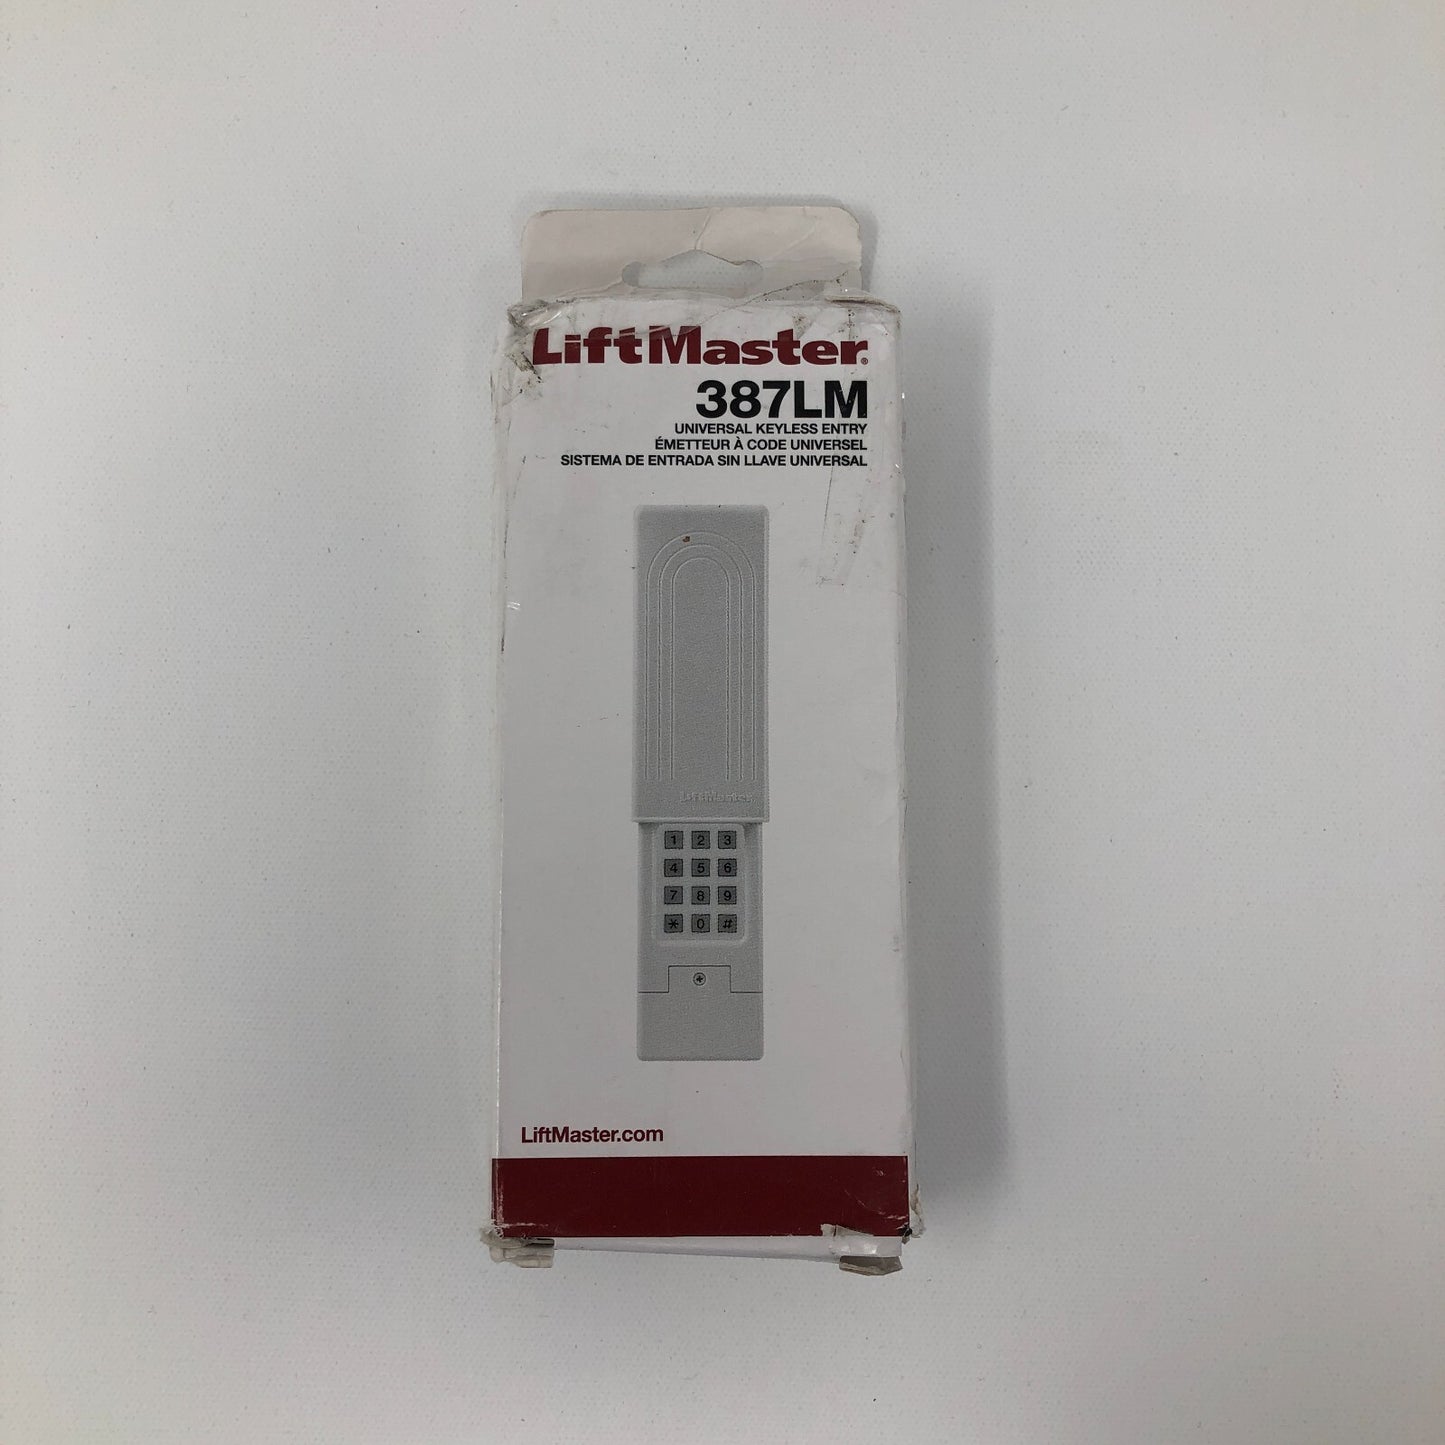 LiftMaster®
387LM
UNIVERSAL KEYLESS ENTRY
ÉMETTEUR À CODE UNIVERSEL
SISTEMA DE ENTRADA SIN LLAVE UNIVERSAL
LiftMaster
1 2 3
4 5 6
7 8 9
* 0 #
LiftMaster.com